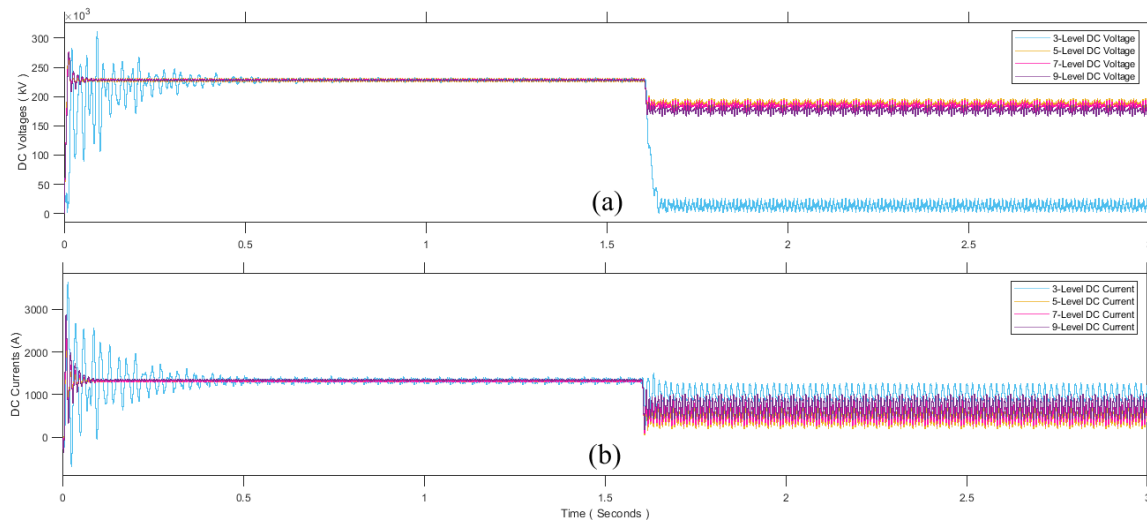 ×10³
300
250
200
150
100
50
0
DC Voltages ( kV )
3-Level DC Voltage
5-Level DC Voltage
7-Level DC Voltage
9-Level DC Voltage
(a)
0 0.5 1 1.5 2 2.5 3
3000
2000
1000
0
DC Currents (A)
3-Level DC Current
5-Level DC Current
7-Level DC Current
9-Level DC Current
(b)
0 0.5 1 1.5 2 2.5 3
Time ( Seconds )